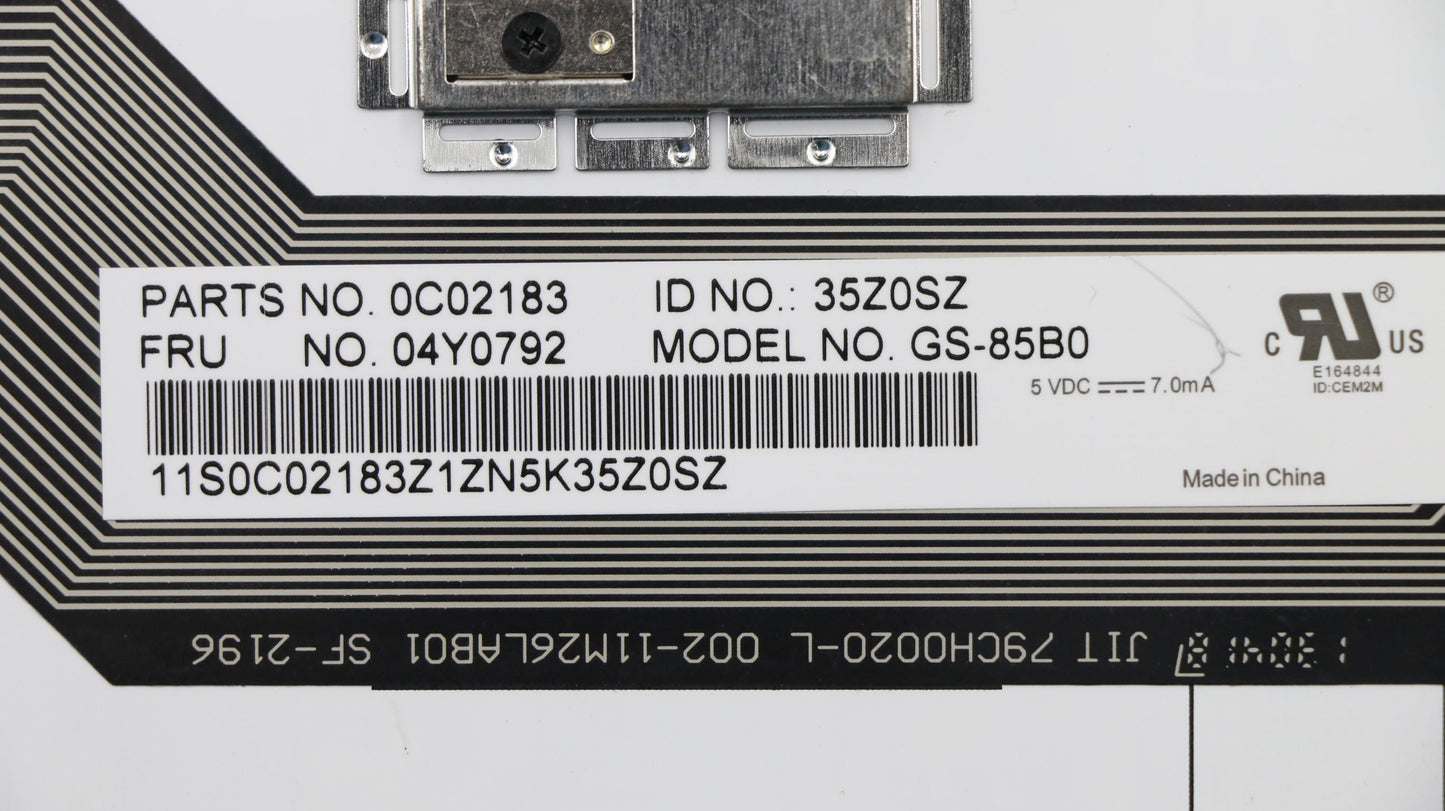 PARTS NO. 0C02183 ID NO.: 35Z0SZ
FRU NO. 04Y0792 MODEL NO. GS-85B0
11S0C02183Z1ZN5K35Z0SZ
5 VDC 7.0mA
C UR® US
E164844
ID:CEM2M
Made in China
JIT 79CH0020-L 002-11M26LAB01 SF-2196